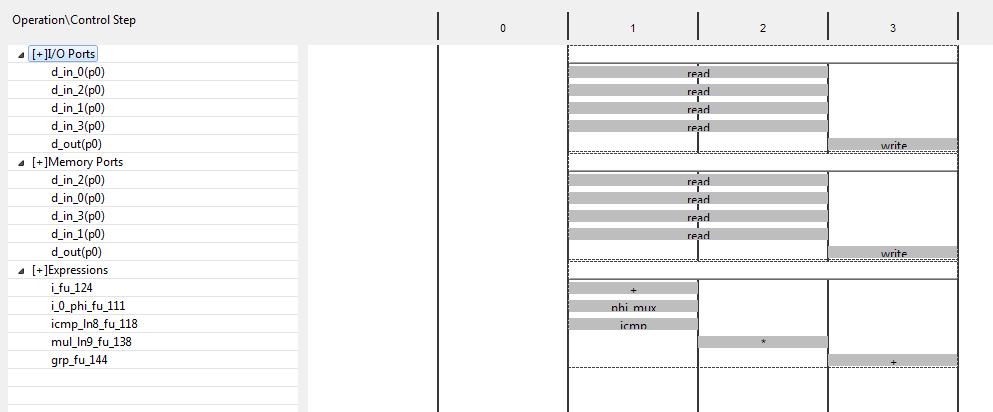 Operation\Control Step 0 1 2 3
[+]I/O Ports
d_in_0(p0) read
d_in_2(p0) read
d_in_1(p0) read
d_in_3(p0) read
d_out(p0) write
[+]Memory Ports
d_in_2(p0) read
d_in_0(p0) read
d_in_3(p0) read
d_in_1(p0) read
d_out(p0) write
[+]Expressions
i_fu_124 +
i_0_phi_fu_111 phi_mux
icmp_ln8_fu_118 icmp
mul_ln9_fu_138 *
grp_fu_144 +